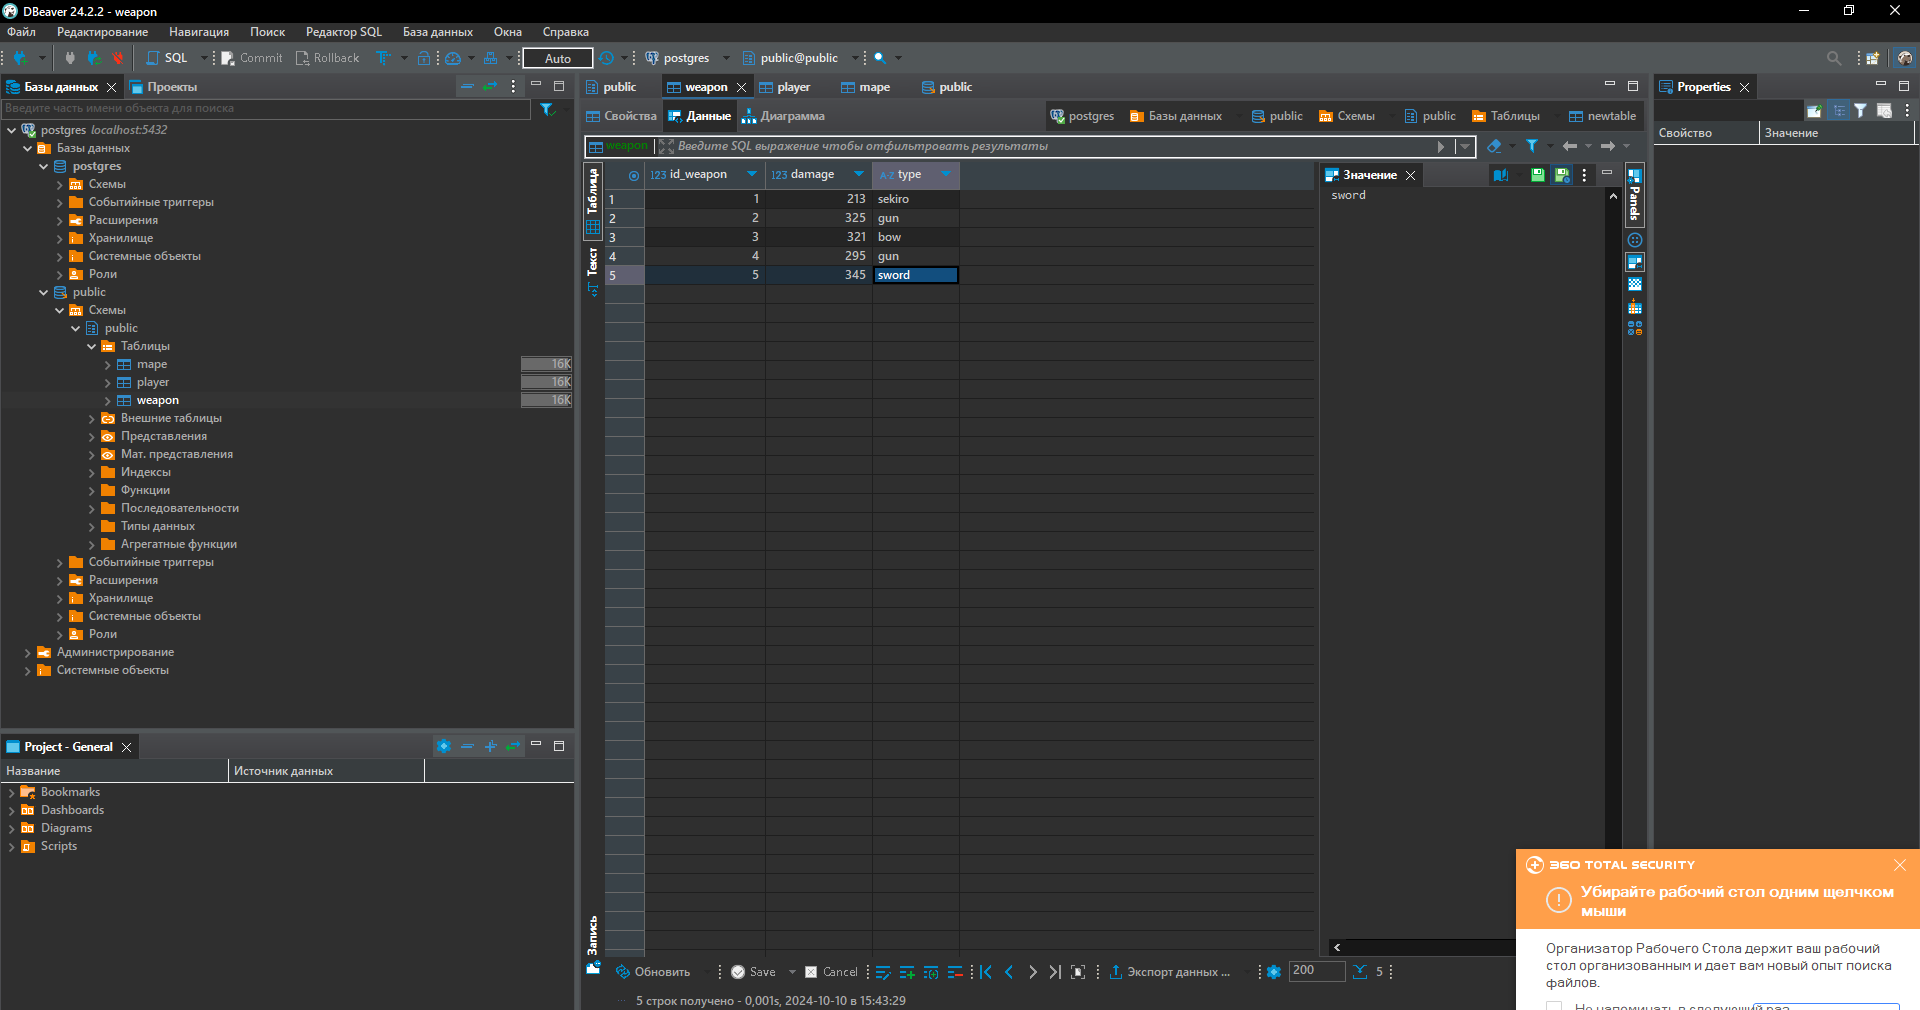 DBeaver 24.2.2 - weapon
Файл Редактирование Навигация Поиск Редактор SQL База данных Окна Справка
SQL Commit Rollback Auto postgres public@public
Базы данных Проекты
Введите часть имени объекта для поиска
postgres localhost:5432
Базы данных
postgres
Схемы
Событийные триггеры
Расширения
Хранилище
Системные объекты
Роли
public
Схемы
public
Таблицы
mape 16K
player 16K
weapon 16K
Внешние таблицы
Представления
Мат. представления
Индексы
Функции
Последовательности
Типы данных
Агрегатные функции
Событийные триггеры
Расширения
Хранилище
Системные объекты
Роли
Администрирование
Системные объекты
Project - General
Название Источник данных
Bookmarks
Dashboards
Diagrams
Scripts
public weapon player mape public
Свойства Данные Диаграмма
postgres Базы данных public Схемы public Таблицы newtable
weapon Введите SQL выражение чтобы отфильтровать результаты
Таблица
Текст
Запись
123 id_weapon 123 damage A-Z type
1 1 213 sekiro
2 2 325 gun
3 3 321 bow
4 4 295 gun
5 5 345 sword
Значение
sword
Panels
Обновить Save Cancel Экспорт данных ... 200 5
5 строк получено - 0,001s, 2024-10-10 в 15:43:29
Properties
Свойство Значение
360 TOTAL SECURITY
Убирайте рабочий стол одним щелчком
мыши
Организатор Рабочего Стола держит ваш рабочий
стол организованным и дает вам новый опыт поиска
файлов.
Не напоминать в следующий раз